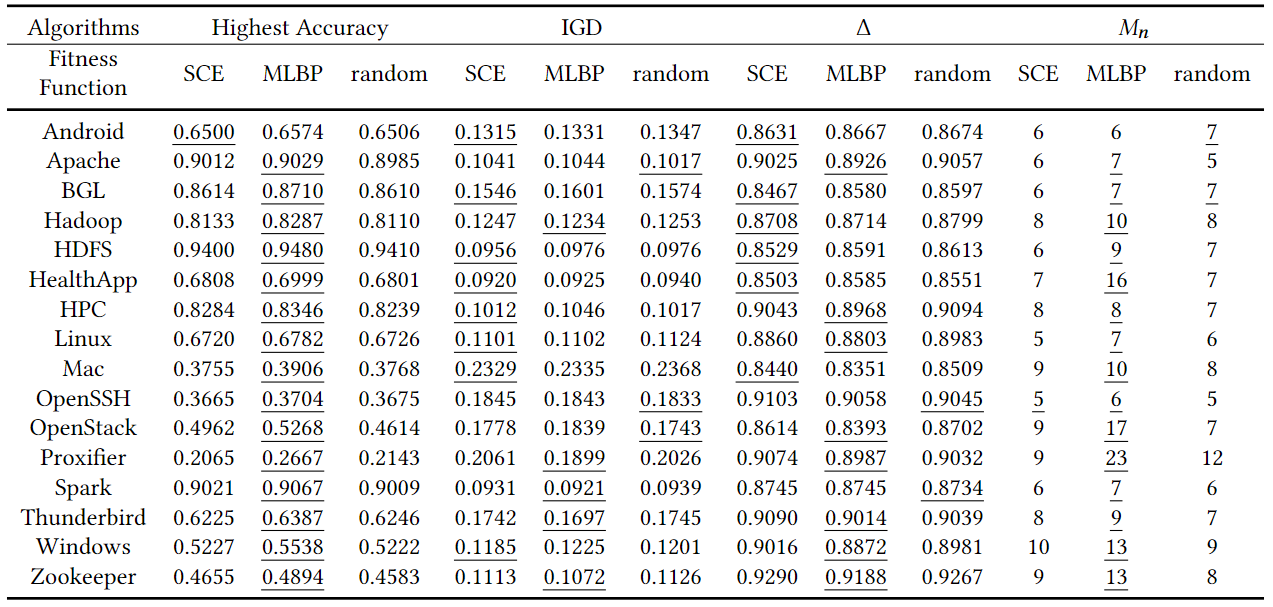 Algorithms Highest Accuracy IGD Δ Mn
Fitness Function SCE MLBP random SCE MLBP random SCE MLBP random SCE MLBP random
Android 0.6500 0.6574 0.6506 0.1315 0.1331 0.1347 0.8631 0.8667 0.8674 6 6 7
Apache 0.9012 0.9029 0.8985 0.1041 0.1044 0.1017 0.9025 0.8926 0.9057 6 7 5
BGL 0.8614 0.8710 0.8610 0.1546 0.1601 0.1574 0.8467 0.8580 0.8597 6 7 7
Hadoop 0.8133 0.8287 0.8110 0.1247 0.1234 0.1253 0.8708 0.8714 0.8799 8 10 8
HDFS 0.9400 0.9480 0.9410 0.0956 0.0976 0.0976 0.8529 0.8591 0.8613 6 9 7
HealthApp 0.6808 0.6999 0.6801 0.0920 0.0925 0.0940 0.8503 0.8585 0.8551 7 16 7
HPC 0.8284 0.8346 0.8239 0.1012 0.1046 0.1017 0.9043 0.8968 0.9094 8 8 7
Linux 0.6720 0.6782 0.6726 0.1101 0.1102 0.1124 0.8860 0.8803 0.8983 5 7 6
Mac 0.3755 0.3906 0.3768 0.2329 0.2335 0.2368 0.8440 0.8351 0.8509 9 10 8
OpenSSH 0.3665 0.3704 0.3675 0.1845 0.1843 0.1833 0.9103 0.9058 0.9045 5 6 5
OpenStack 0.4962 0.5268 0.4614 0.1778 0.1839 0.1743 0.8614 0.8393 0.8702 9 17 7
Proxifier 0.2065 0.2667 0.2143 0.2061 0.1899 0.2026 0.9074 0.8987 0.9032 9 23 12
Spark 0.9021 0.9067 0.9009 0.0931 0.0921 0.0939 0.8745 0.8745 0.8734 6 7 6
Thunderbird 0.6225 0.6387 0.6246 0.1742 0.1697 0.1745 0.9090 0.9014 0.9039 8 9 7
Windows 0.5227 0.5538 0.5222 0.1185 0.1225 0.1201 0.9016 0.8872 0.8981 10 13 9
Zookeeper 0.4655 0.4894 0.4583 0.1113 0.1072 0.1126 0.9290 0.9188 0.9267 9 13 8